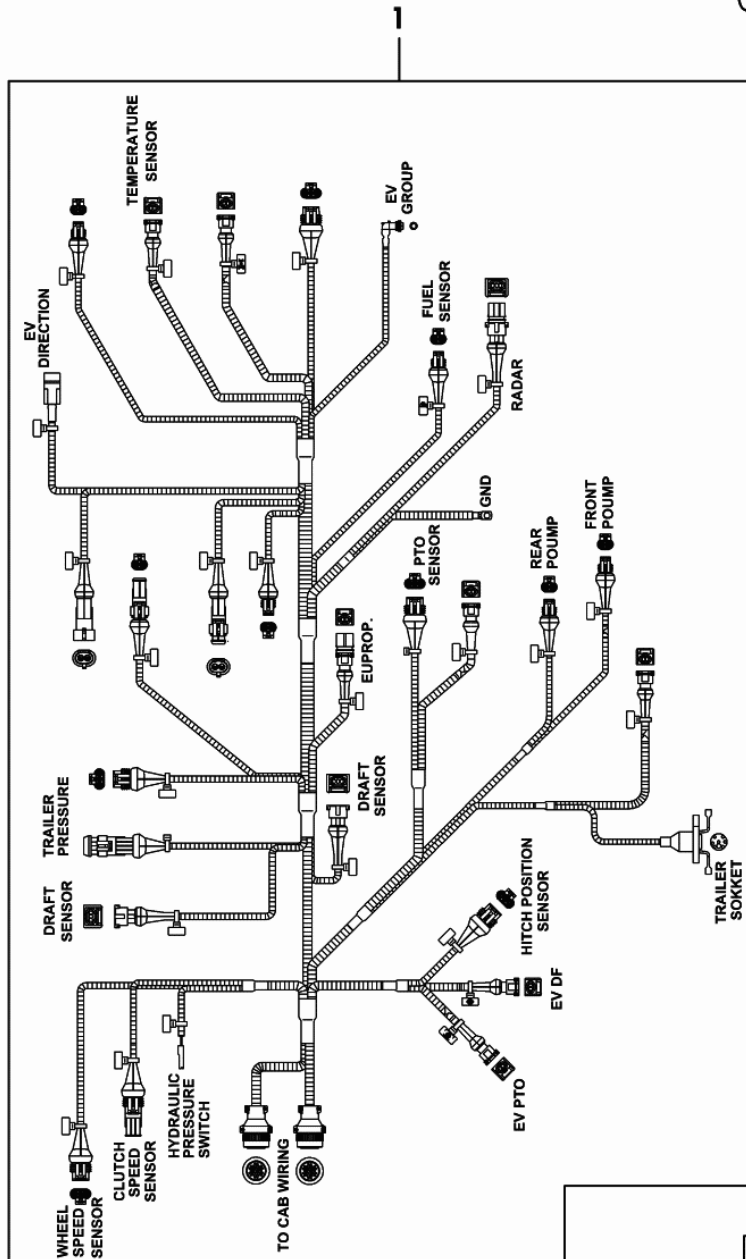 1
TEMPERATURE
SENSOR
EV
DIRECTION
EV
GROUP
FUEL
SENSOR
RADAR
GND
PTO
SENSOR
REAR
POUMP
FRONT
POUMP
EUPROP.
DRAFT
SENSOR
TRAILER
PRESSURE
DRAFT
SENSOR
HITCH POSITION
SENSOR
EV DF
EV PTO
TRAILER
SOKKET
HYDRAULIC
PRESSURE
SWITCH
CLUTCH
SPEED
SENSOR
WHEEL
SPEED
SENSOR
TO CAB WIRING